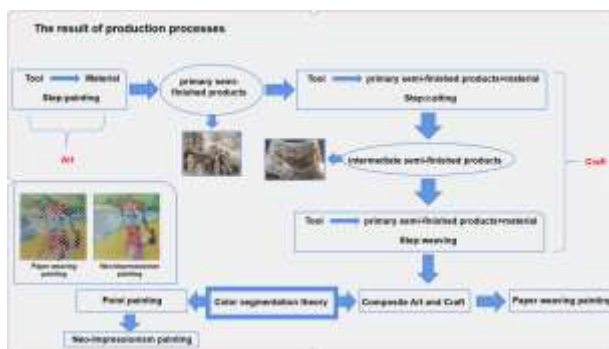 The result of production processes
Tool Material
Step:painting
primary semi-
finished products
Tool primary semi-finished products+material
Step:cutting
Art
intermediate semi-finished products
Craft
Tool primary semi-finished products+material
Step:weaving
Paper weaving
painting
Neo-impressionism
painting
Point painting
Color segmentation theory
Composite Art and Craft
Paper weaving painting
Neo-impressionism painting